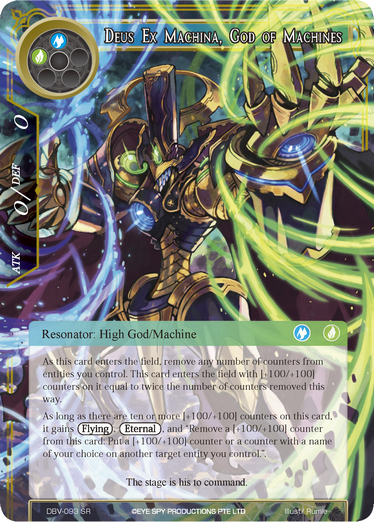 Deus Ex Machina, God of Machines
ATK 0/ DEF 0
Resonator: High God/Machine
As this card enters the field, remove any number of counters from
entities you control. This card enters the field with [+100/+100]
counters on it equal to twice the number of counters removed this
way.
As long as there are ten or more [+100/+100] counters on this card,
it gains Flying, Eternal, and "Remove a [+100/+100] counter
from this card: Put a [+100/+100] counter or a counter with a name
of your choice on another target entity you control.".
The stage is his to command.
DBV-093 SR
©EYE SPY PRODUCTIONS PTE LTD
Illust/ Rumie